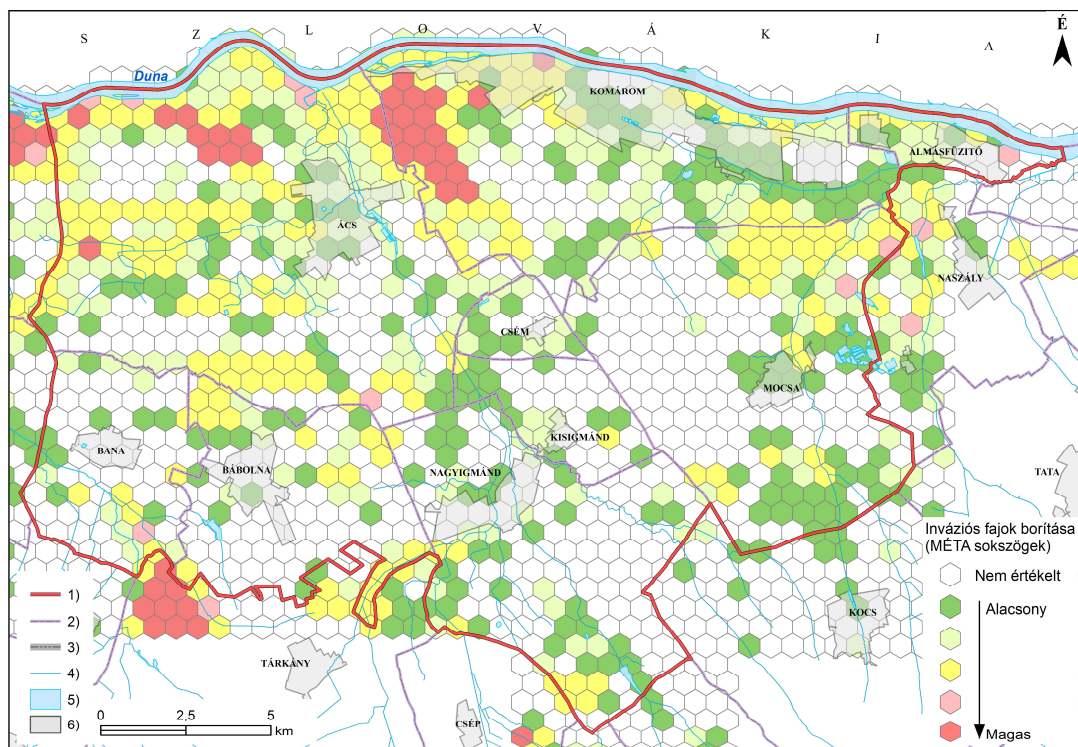 S Z L O V Á K I A
É
Duna
KOMÁROM
ALMÁSFÜZITŐ
ÁCS
NASZÁLY
CSÉM
MOCSA
KISIGMÁND
BANA
BÁBOLNA
NAGYIGMÁND
TATA
KOCS
TÁRKÁNY
CSÉP
Inváziós fajok borítása
(MÉTA sokszögek)
Nem értékelt
Alacsony
Magas
1)
2)
3)
4)
5)
6)
0 2,5 5
km